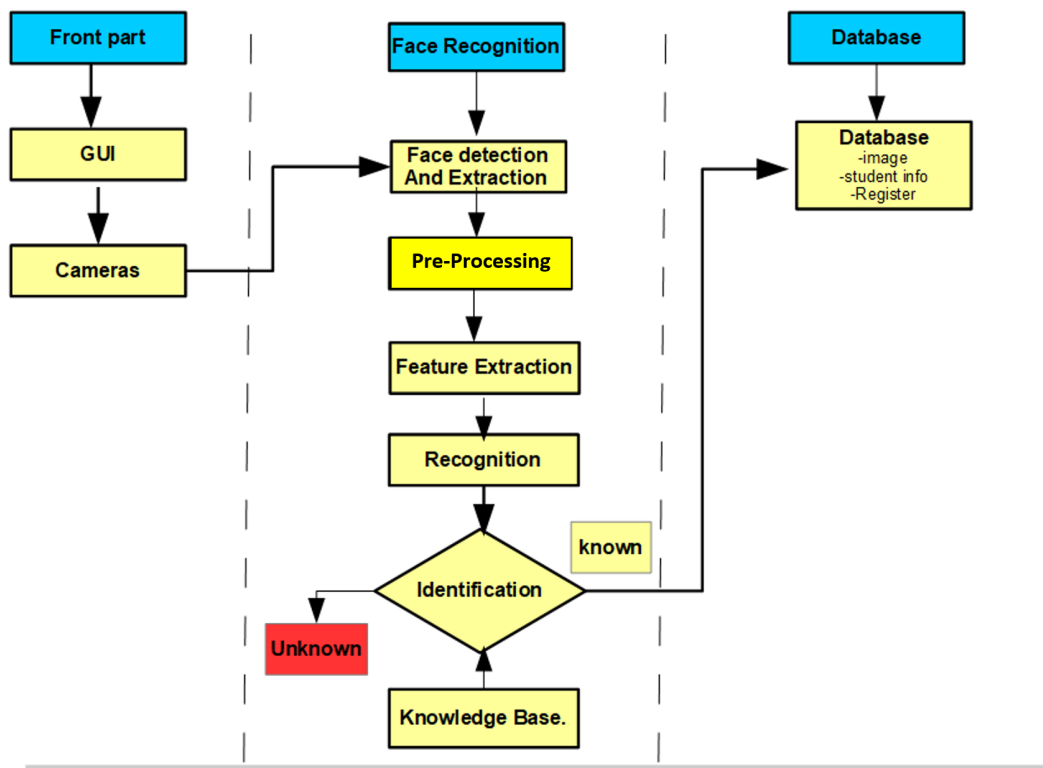 Front part
GUI
Cameras
Face Recognition
Face detection
And Extraction
Pre-Processing
Feature Extraction
Recognition
Identification
known
Unknown
Knowledge Base.
Database
Database
-image
-student info
-Register